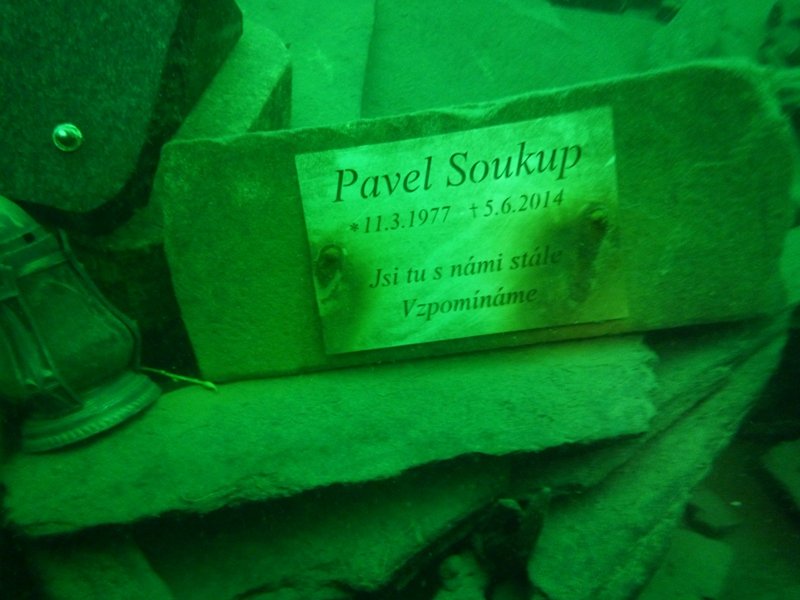 Pavel Soukup
*11.3.1977 †5.6.2014
Jsi tu s námi stále
Vzpomínáme